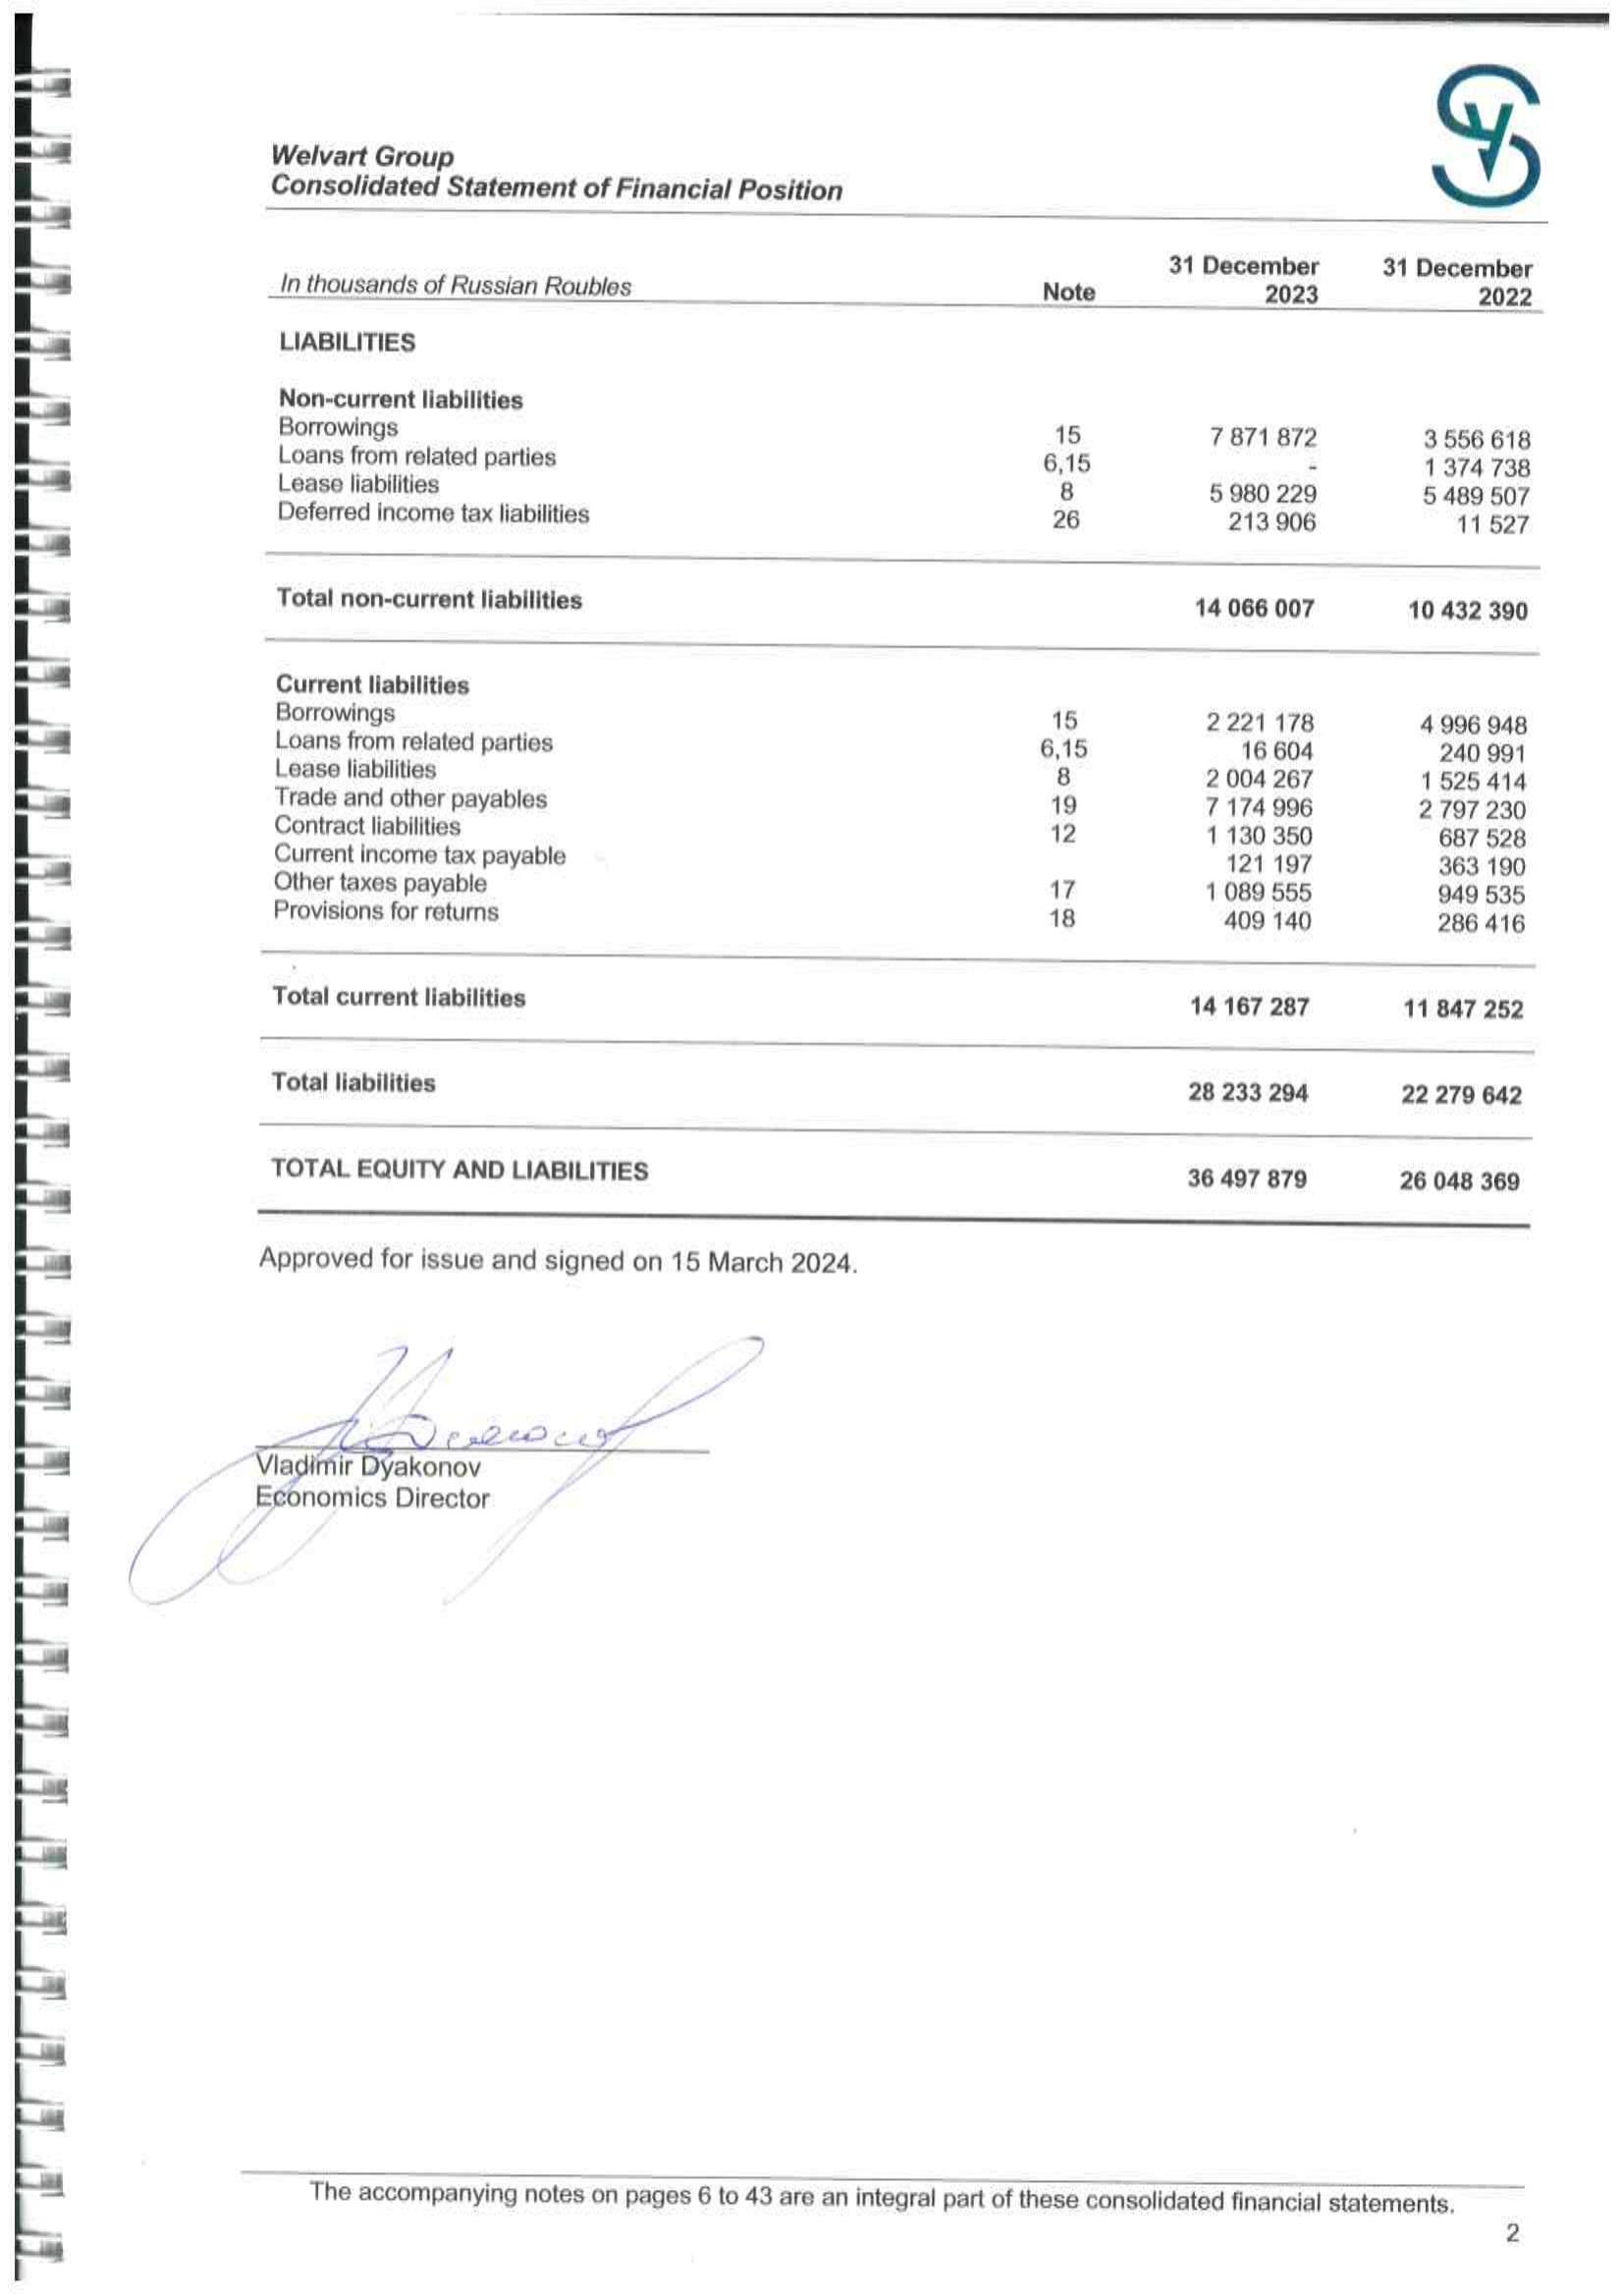 Welvart Group
Consolidated Statement of Financial Position
In thousands of Russian Roubles Note 31 December 2023 31 December 2022
LIABILITIES
Non-current liabilities
Borrowings 15 7 871 872 3 556 618
Loans from related parties 6,15 - 1 374 738
Lease liabilities 8 5 980 229 5 489 507
Deferred income tax liabilities 26 213 906 11 527
Total non-current liabilities 14 066 007 10 432 390
Current liabilities
Borrowings 15 2 221 178 4 996 948
Loans from related parties 6,15 16 604 240 991
Lease liabilities 8 2 004 267 1 525 414
Trade and other payables 19 7 174 996 2 797 230
Contract liabilities 12 1 130 350 687 528
Current income tax payable 121 197 363 190
Other taxes payable 17 1 089 555 949 535
Provisions for returns 18 409 140 286 416
Total current liabilities 14 167 287 11 847 252
Total liabilities 28 233 294 22 279 642
TOTAL EQUITY AND LIABILITIES 36 497 879 26 048 369
Approved for issue and signed on 15 March 2024.
Vladimir Dyakonov
Economics Director
The accompanying notes on pages 6 to 43 are an integral part of these consolidated financial statements.
2